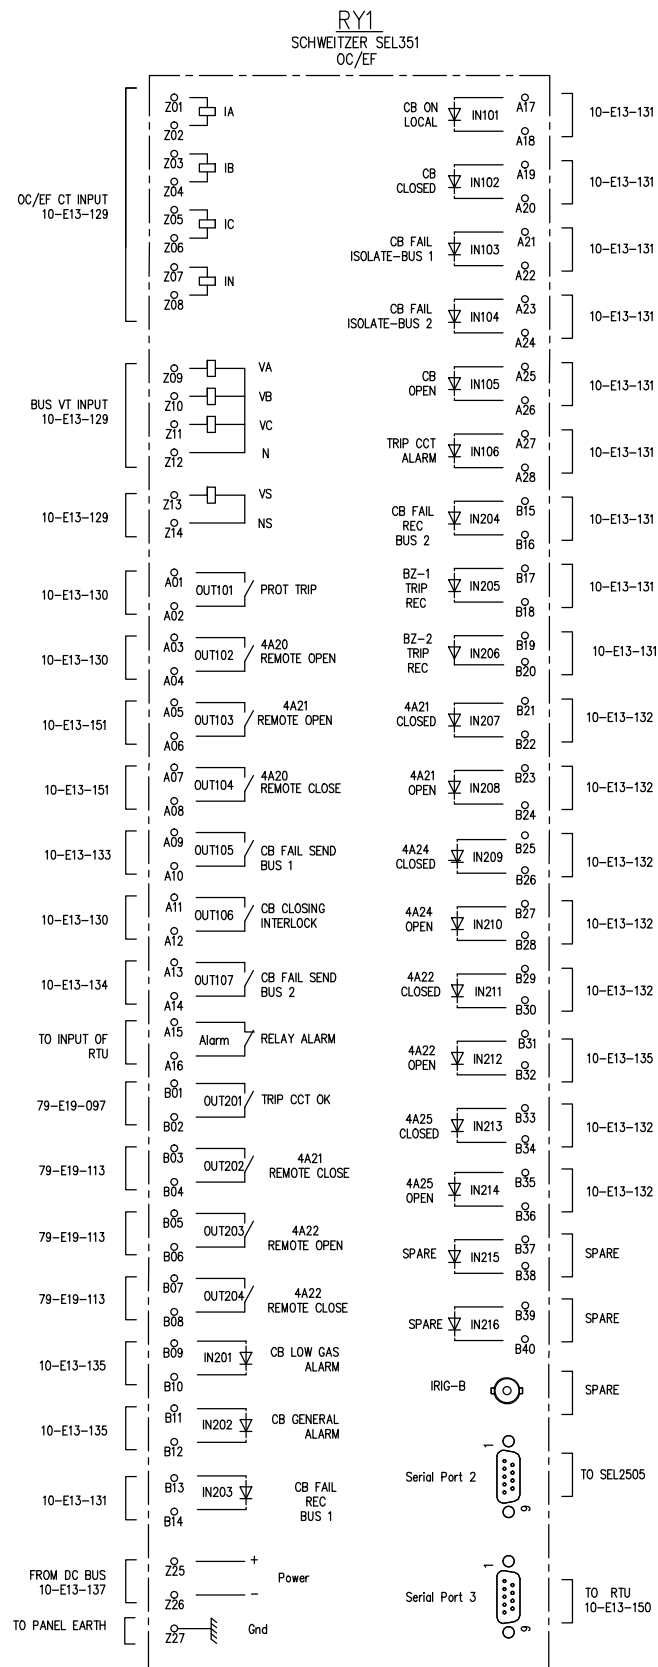 RY1
SCHWEITZER SEL351
OC/EF
OC/EF CT INPUT
10-E13-129
Z01
Z02
IA
Z03
Z04
IB
Z05
Z06
IC
Z07
Z08
IN
BUS VT INPUT
10-E13-129
Z09
VA
Z10
VB
Z11
VC
Z12
N
10-E13-129
Z13
VS
Z14
NS
10-E13-130
A01
A02
OUT101
PROT TRIP
10-E13-130
A03
A04
OUT102
4A20
REMOTE OPEN
10-E13-151
A05
A06
OUT103
4A21
REMOTE OPEN
10-E13-151
A07
A08
OUT104
4A20
REMOTE CLOSE
10-E13-133
A09
A10
OUT105
CB FAIL SEND
BUS 1
10-E13-130
A11
A12
OUT106
CB CLOSING
INTERLOCK
10-E13-134
A13
A14
OUT107
CB FAIL SEND
BUS 2
TO INPUT OF
RTU
A15
A16
Alarm
RELAY ALARM
79-E19-097
B01
B02
OUT201
TRIP CCT OK
79-E19-113
B03
B04
OUT202
4A21
REMOTE CLOSE
79-E19-113
B05
B06
OUT203
4A22
REMOTE OPEN
79-E19-113
B07
B08
OUT204
4A22
REMOTE CLOSE
10-E13-135
B09
B10
IN201
CB LOW GAS
ALARM
10-E13-135
B11
B12
IN202
CB GENERAL
ALARM
10-E13-131
B13
B14
IN203
CB FAIL
REC
BUS 1
FROM DC BUS
10-E13-137
Z25
+
Z26
-
Power
TO PANEL EARTH
Z27
Gnd
CB ON
LOCAL
IN101
A17
A18
10-E13-131
CB
CLOSED
IN102
A19
A20
10-E13-131
CB FAIL
ISOLATE-BUS 1
IN103
A21
A22
10-E13-131
CB FAIL
ISOLATE-BUS 2
IN104
A23
A24
10-E13-131
CB
OPEN
IN105
A25
A26
10-E13-131
TRIP CCT
ALARM
IN106
A27
A28
10-E13-131
CB FAIL
REC
BUS 2
IN204
B15
B16
10-E13-131
BZ-1
TRIP
REC
IN205
B17
B18
10-E13-131
BZ-2
TRIP
REC
IN206
B19
B20
10-E13-131
4A21
CLOSED
IN207
B21
B22
10-E13-132
4A21
OPEN
IN208
B23
B24
10-E13-132
4A24
CLOSED
IN209
B25
B26
10-E13-132
4A24
OPEN
IN210
B27
B28
10-E13-132
4A22
CLOSED
IN211
B29
B30
10-E13-132
4A22
OPEN
IN212
B31
B32
10-E13-135
4A25
CLOSED
IN213
B33
B34
10-E13-132
4A25
OPEN
IN214
B35
B36
10-E13-132
SPARE
IN215
B37
B38
SPARE
SPARE
IN216
B39
B40
SPARE
IRIG-B
SPARE
Serial Port 2
1
9
TO SEL2505
Serial Port 3
1
9
TO RTU
10-E13-150